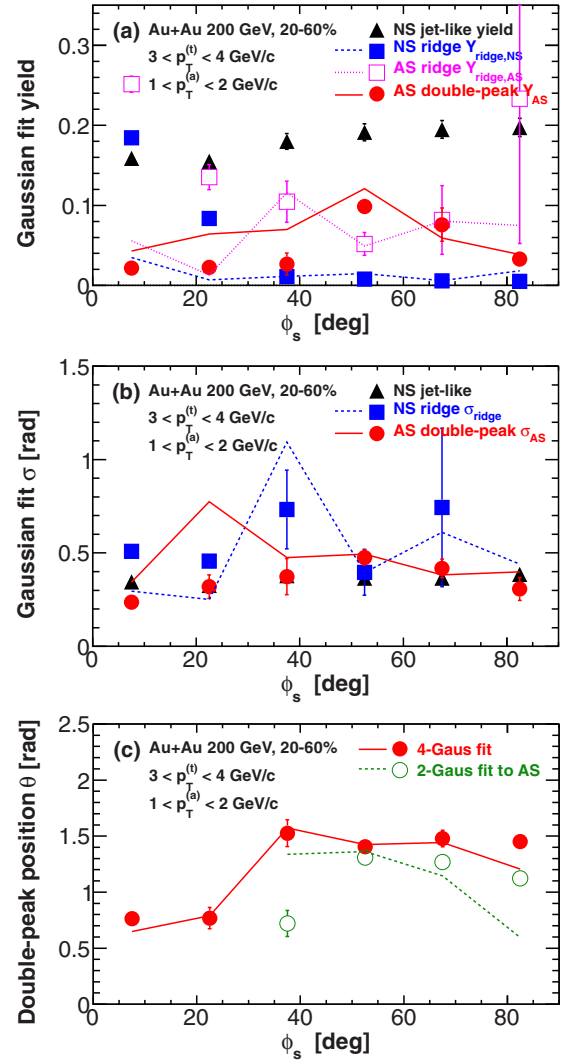 (a) Au+Au 200 GeV, 20-60%
3 < p_T^(t) < 4 GeV/c
1 < p_T^(a) < 2 GeV/c
NS jet-like yield
NS ridge Y_ridge,NS
AS ridge Y_ridge,AS
AS double-peak Y_AS
Gaussian fit yield
0.3
0.2
0.1
0
0 20 40 60 80
ϕ_s [deg]
(b) Au+Au 200 GeV, 20-60%
3 < p_T^(t) < 4 GeV/c
1 < p_T^(a) < 2 GeV/c
NS jet-like
NS ridge σ_ridge
AS double-peak σ_AS
Gaussian fit σ [rad]
1.5
1
0.5
0
0 20 40 60 80
ϕ_s [deg]
(c) Au+Au 200 GeV, 20-60%
3 < p_T^(t) < 4 GeV/c
1 < p_T^(a) < 2 GeV/c
4-Gaus fit
2-Gaus fit to AS
Double-peak position θ [rad]
2.5
2
1.5
1
0.5
0
0 20 40 60 80
ϕ_s [deg]